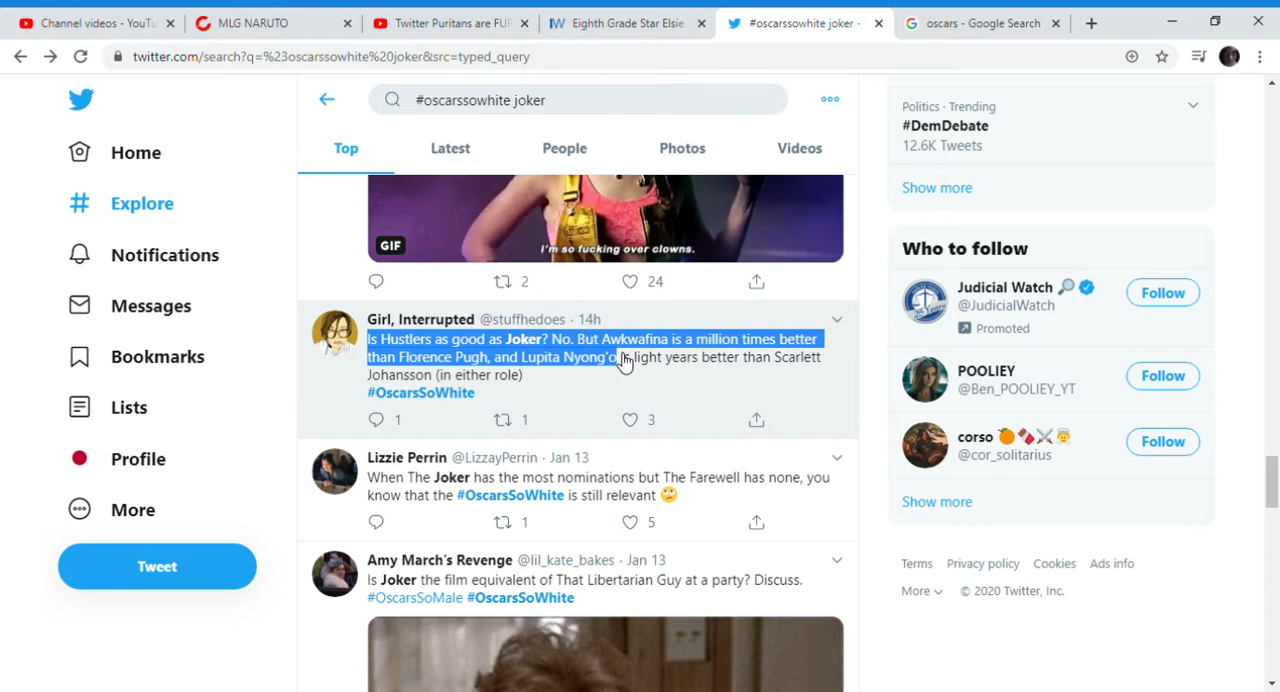 Channel videos - YouTu
MLG NARUTO
Twitter Puritans are FUR
Eighth Grade Star Elsie
#oscarssowhite joker -
oscars - Google Search
twitter.com/search?q=%23oscarssowhite%20joker&src=typed_query
#oscarssowhite joker
Top
Latest
People
Photos
Videos
Home
Explore
Notifications
Messages
Bookmarks
Lists
Profile
More
Tweet
I'm so fucking over clowns.
GIF
2
24
Girl, Interrupted @stuffhedoes · 14h
Is Hustlers as good as Joker? No. But Awkwafina is a million times better
than Florence Pugh, and Lupita Nyong'o light years better than Scarlett
Johansson (in either role)
#OscarsSoWhite
1
1
3
Lizzie Perrin @LizzayPerrin · Jan 13
When The Joker has the most nominations but The Farewell has none, you
know that the #OscarsSoWhite is still relevant 🙄
1
5
Amy March's Revenge @lil_kate_bakes · Jan 13
Is Joker the film equivalent of That Libertarian Guy at a party? Discuss.
#OscarsSoMale #OscarsSoWhite
Politics · Trending
#DemDebate
12.6K Tweets
Show more
Who to follow
Judicial Watch 🔎
@JudicialWatch
Promoted
Follow
POOLIEY
@Ben_POOLIEY_YT
Follow
corso 🍊🍫⚔️😇
@cor_solitarius
Follow
Show more
Terms Privacy policy Cookies Ads info
More © 2020 Twitter, Inc.